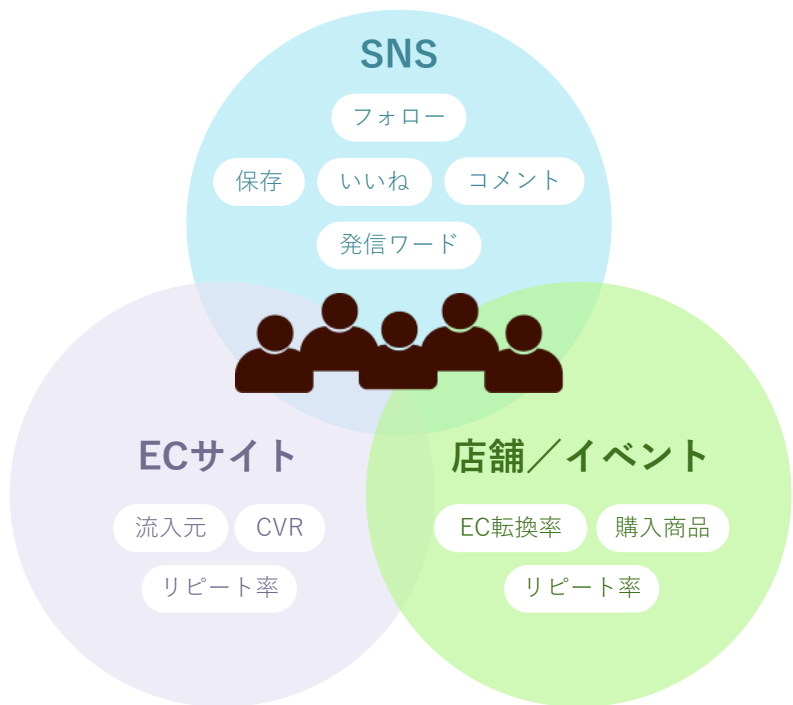 SNS
フォロー
保存
いいね
コメント
発信ワード
ECサイト
流入元
CVR
リピート率
店舗／イベント
EC転換率
購入商品
リピート率